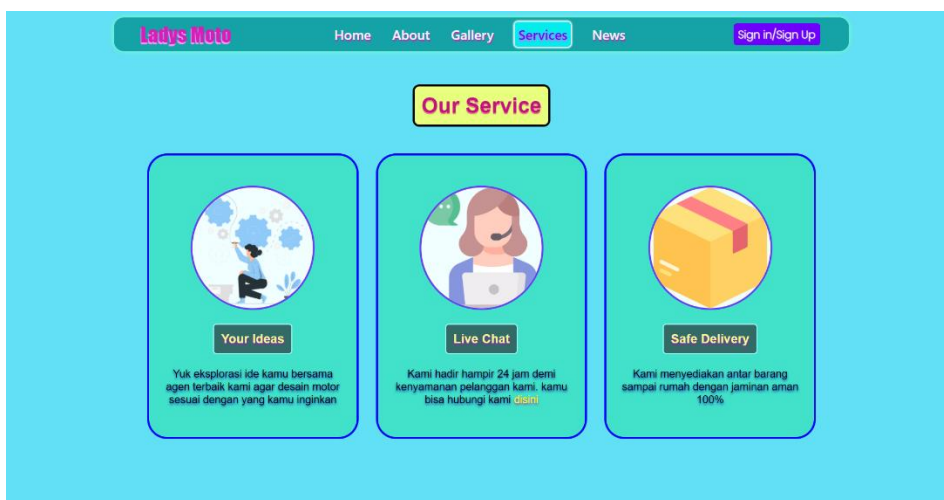 Ladys Moto
Home About Gallery Services News
Sign in/Sign Up
Our Service
Your Ideas
Yuk eksplorasi ide kamu bersama
agen terbaik kami agar desain motor
sesuai dengan yang kamu inginkan
Live Chat
Kami hadir hampir 24 jam demi
kenyamanan pelanggan kami. kamu
bisa hubungi kami disini
Safe Delivery
Kami menyediakan antar barang
sampai rumah dengan jaminan aman
100%